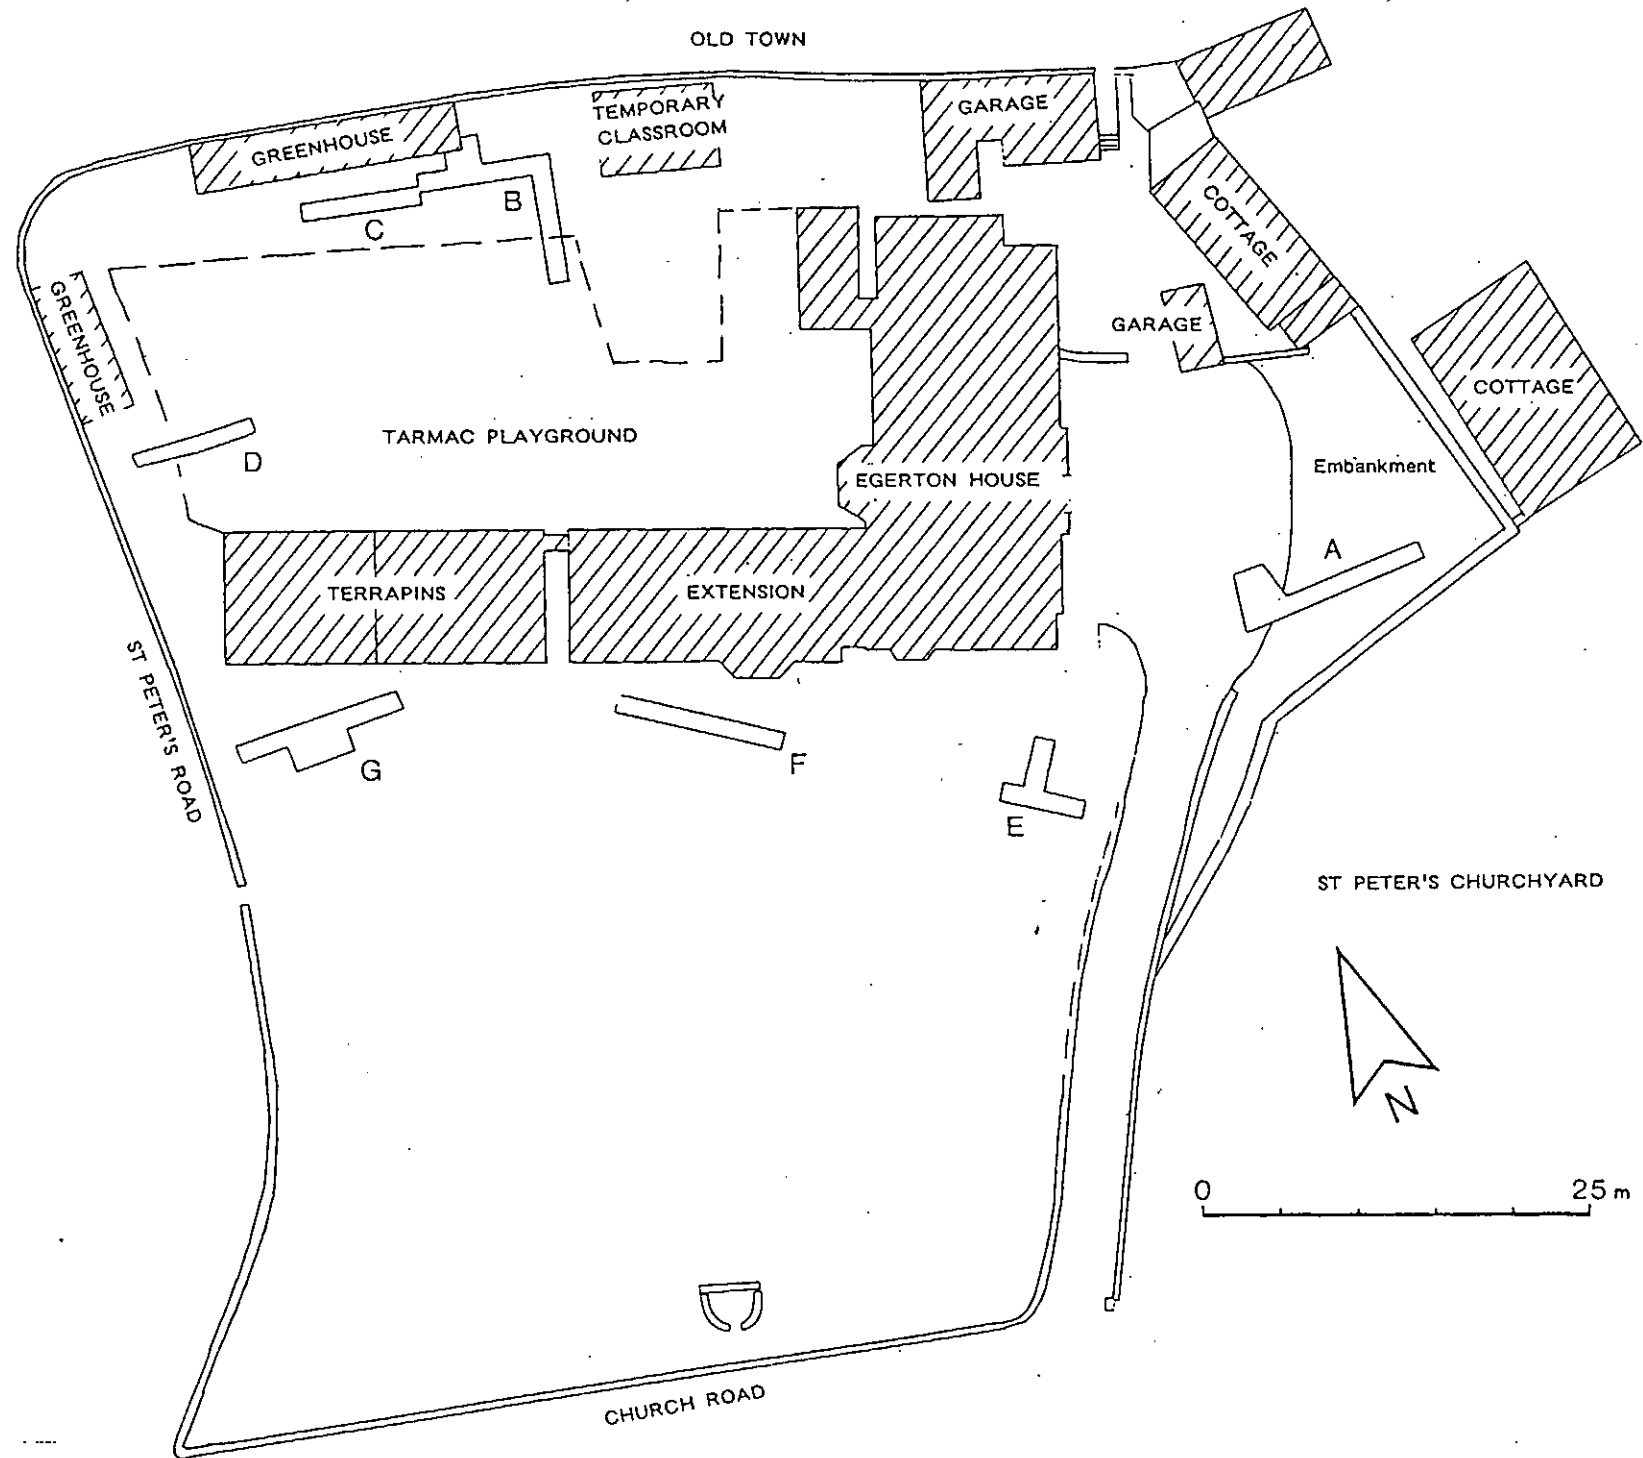 OLD TOWN
TEMPORARY
CLASSROOM
GARAGE
GREENHOUSE
B
C
COTTAGE
GREENHOUSE
GARAGE
COTTAGE
TARMAC PLAYGROUND
D
Embankment
EGERTON HOUSE
A
TERRAPINS
EXTENSION
ST PETER'S ROAD
G
F
E
ST PETER'S CHURCHYARD
N
0 25 m
CHURCH ROAD